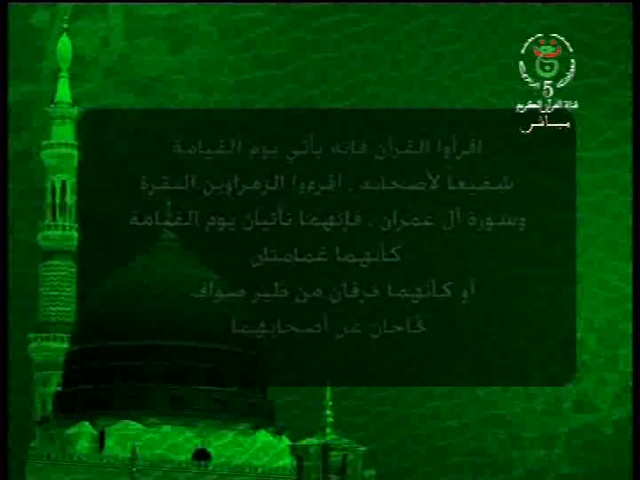 5
قناة القرآن الكريم
مباشر
اقرأوا القرآن فانه يأتي يوم القيامة
شفيعا لأصحابه . اقرءوا الزهراوين البقرة
وسورة آل عمران . فإنهما تأتيان يوم القيامة
كأنهما غمامتان
أو كأنهما فرقان من طير صواف
تحاجان عن أصحابهما